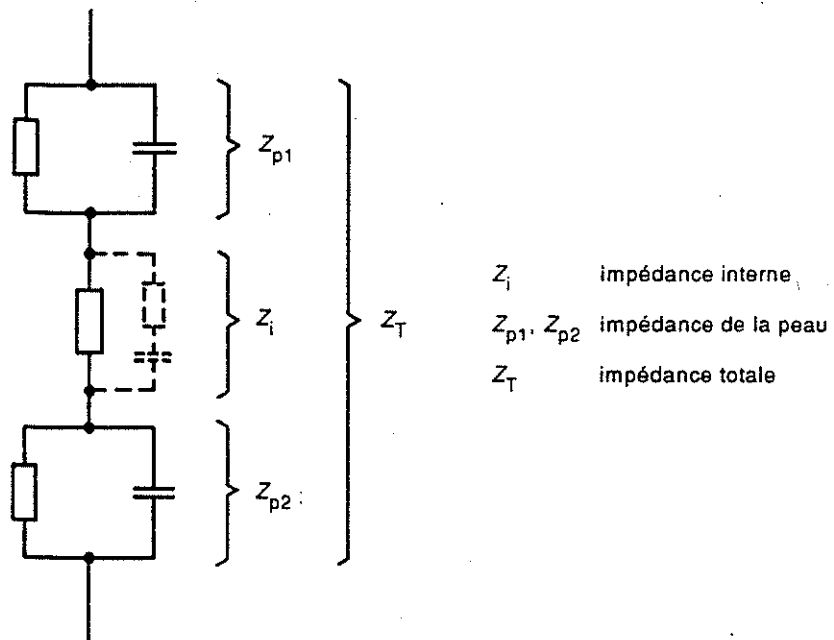 Z_p1
Z_i
Z_T
Z_p2
Z_i impédance interne
Z_p1, Z_p2 impédance de la peau
Z_T impédance totale